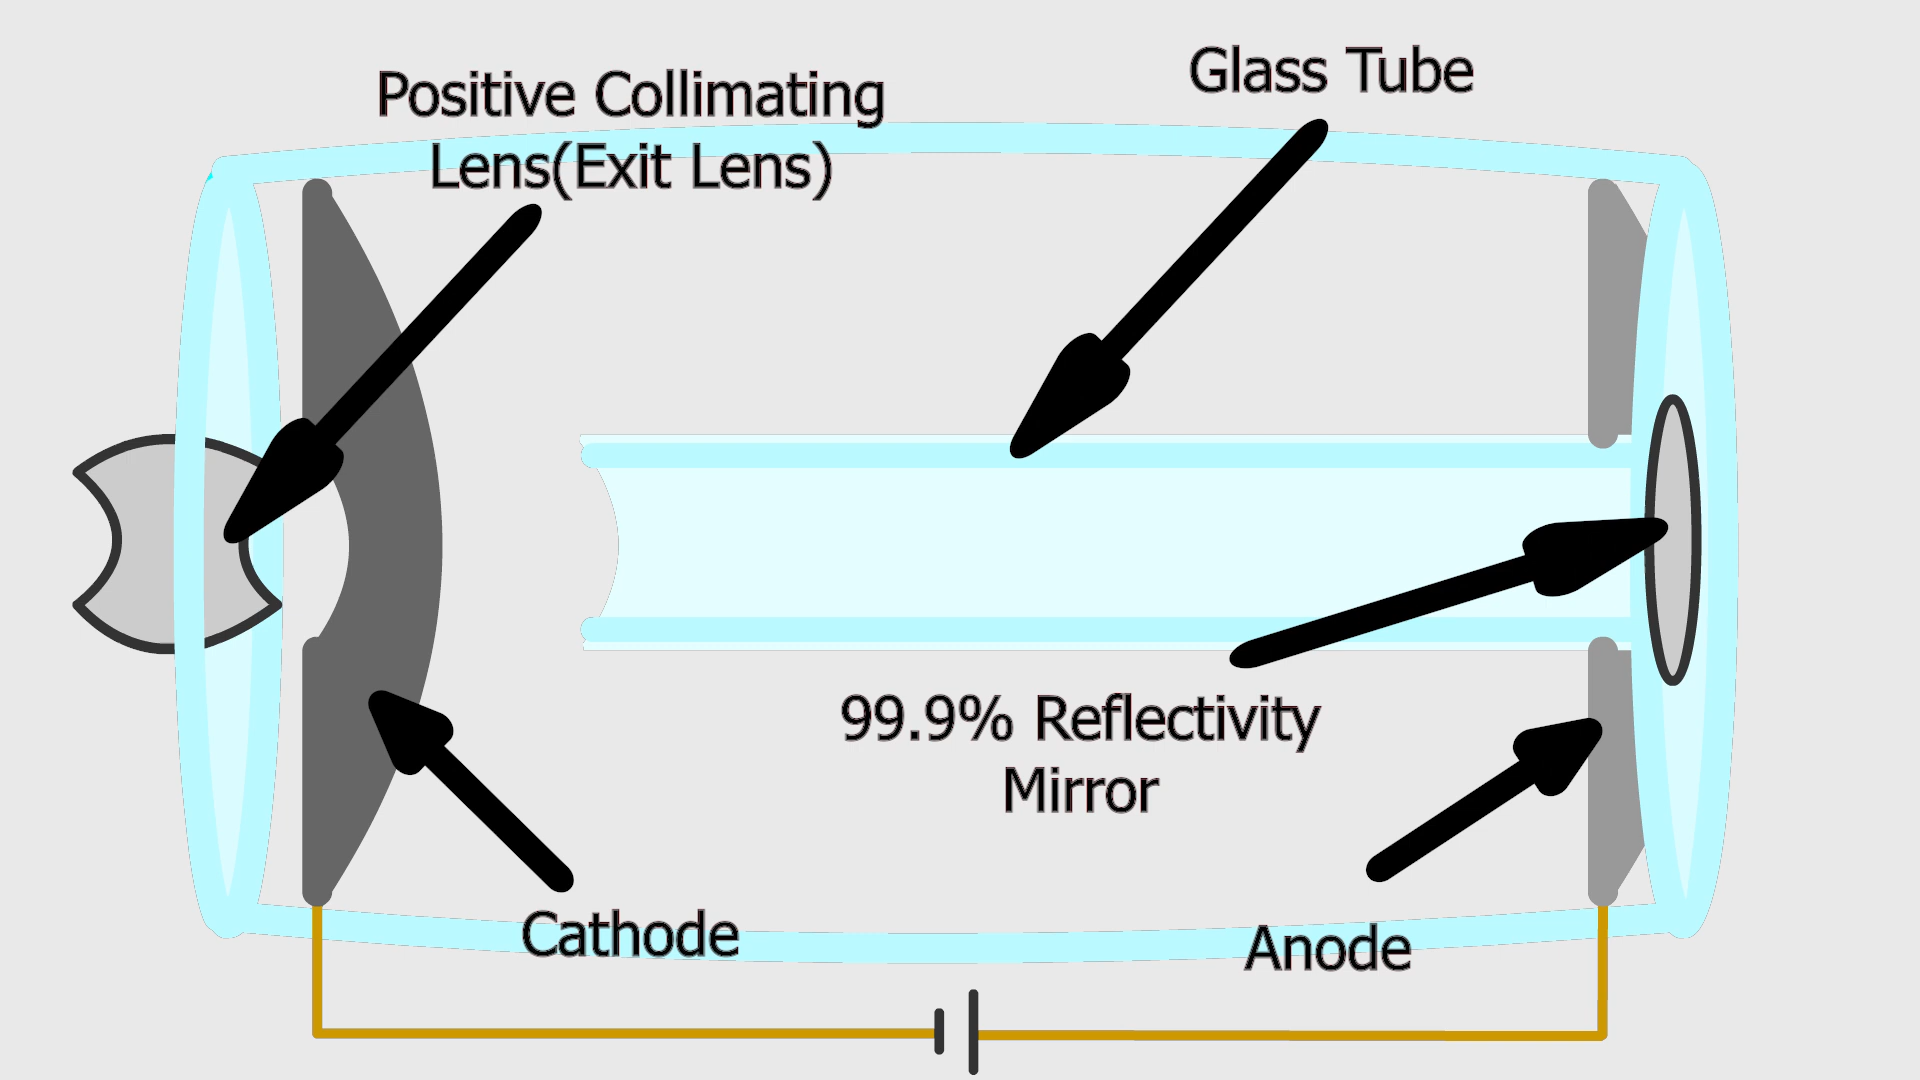 Positive Collimating
Lens(Exit Lens)
Glass Tube
99.9% Reflectivity
Mirror
Cathode
Anode